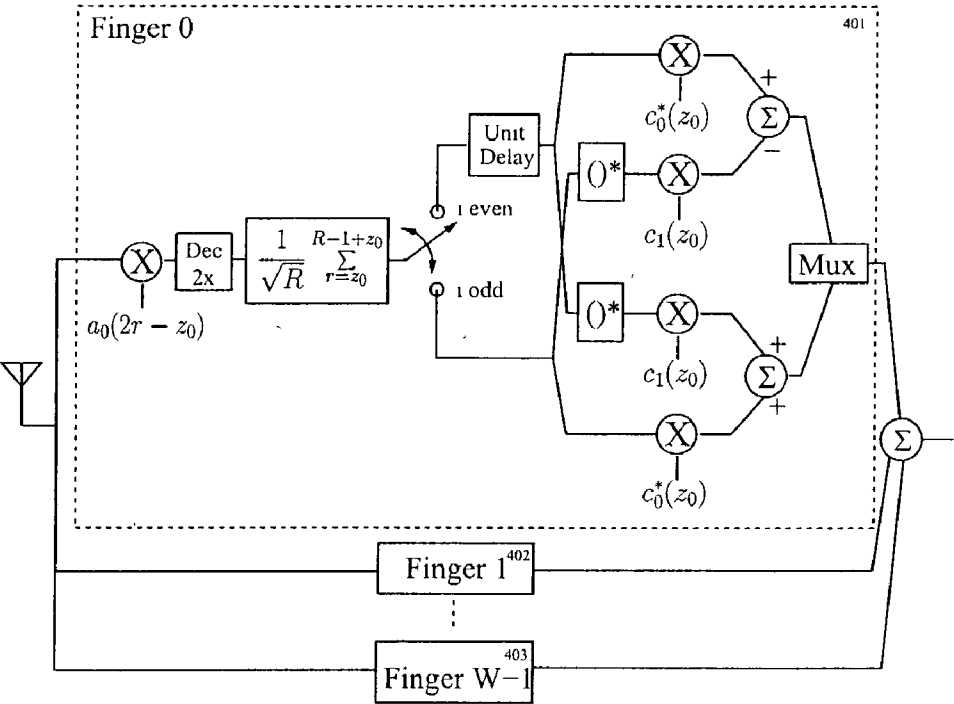 Finger 0
401
X
c₀*(z₀)
+
Σ
−
Unit
Delay
()*
X
c₁(z₀)
ı even
Dec
2x
1
√R
R−1+z₀
Σ
r=z₀
X
a₀(2r − z₀)
ı odd
Mux
()*
X
c₁(z₀)
+
Σ
+
X
c₀*(z₀)
Σ
Finger 1
402
Finger W−1
403